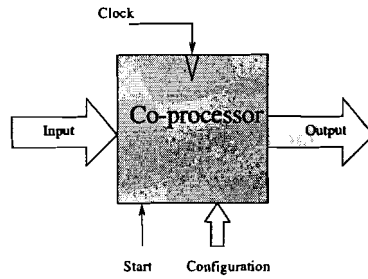 Clock
Co-processor
Input
Output
Start
Configuration